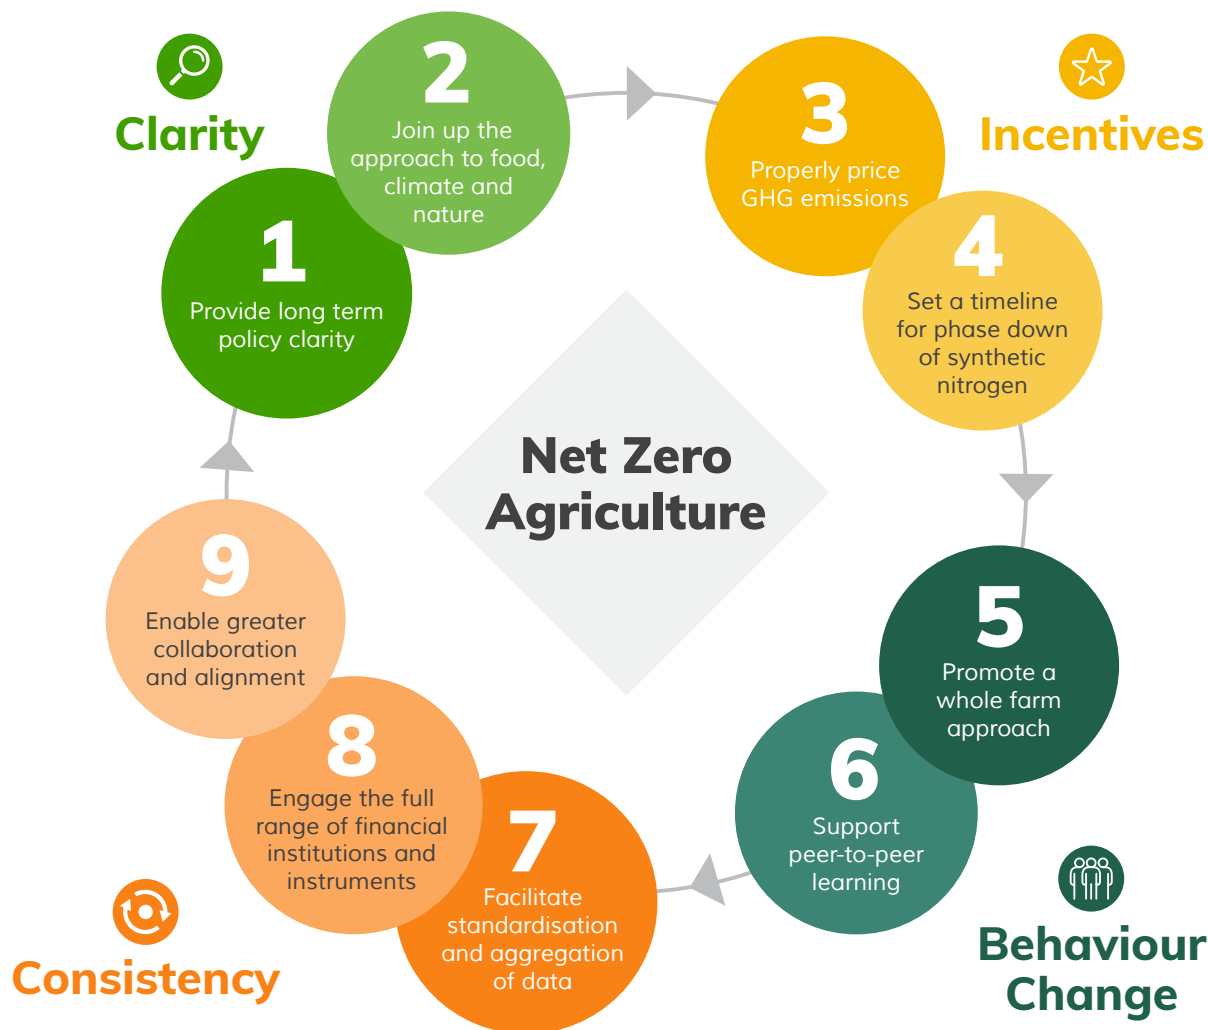 Clarity
1
Provide long term
policy clarity
2
Join up the
approach to food,
climate and
nature
Incentives
3
Properly price
GHG emissions
4
Set a timeline
for phase down
of synthetic
nitrogen
Net Zero
Agriculture
Behaviour
Change
5
Promote a
whole farm
approach
6
Support
peer-to-peer
learning
Consistency
7
Facilitate
standardisation
and aggregation
of data
8
Engage the full
range of financial
institutions and
instruments
9
Enable greater
collaboration
and alignment